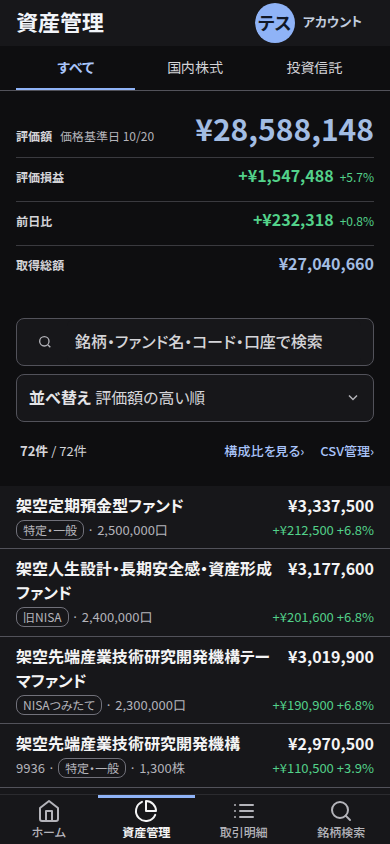 資産管理
テス アカウント
すべて 国内株式 投資信託
評価額 価格基準日 10/20 ¥28,588,148
評価損益 +¥1,547,488 +5.7%
前日比 +¥232,318 +0.8%
取得総額 ¥27,040,660
銘柄・ファンド名・コード・口座で検索
並べ替え 評価額の高い順
72件 / 72件 構成比を見る› CSV管理›
架空定期預金型ファンド ¥3,337,500
特定・一般 · 2,500,000口 +¥212,500 +6.8%
架空人生設計・長期安全感・資産形成 ¥3,177,600
ファンド
旧NISA · 2,400,000口 +¥201,600 +6.8%
架空先端産業技術研究開発機構テー ¥3,019,900
マファンド
NISAつみたて · 2,300,000口 +¥190,900 +6.8%
架空先端産業技術研究開発機構 ¥2,970,500
9936 · 特定・一般 · 1,300株 +¥110,500 +3.9%
ホーム 資産管理 取引明細 銘柄検索